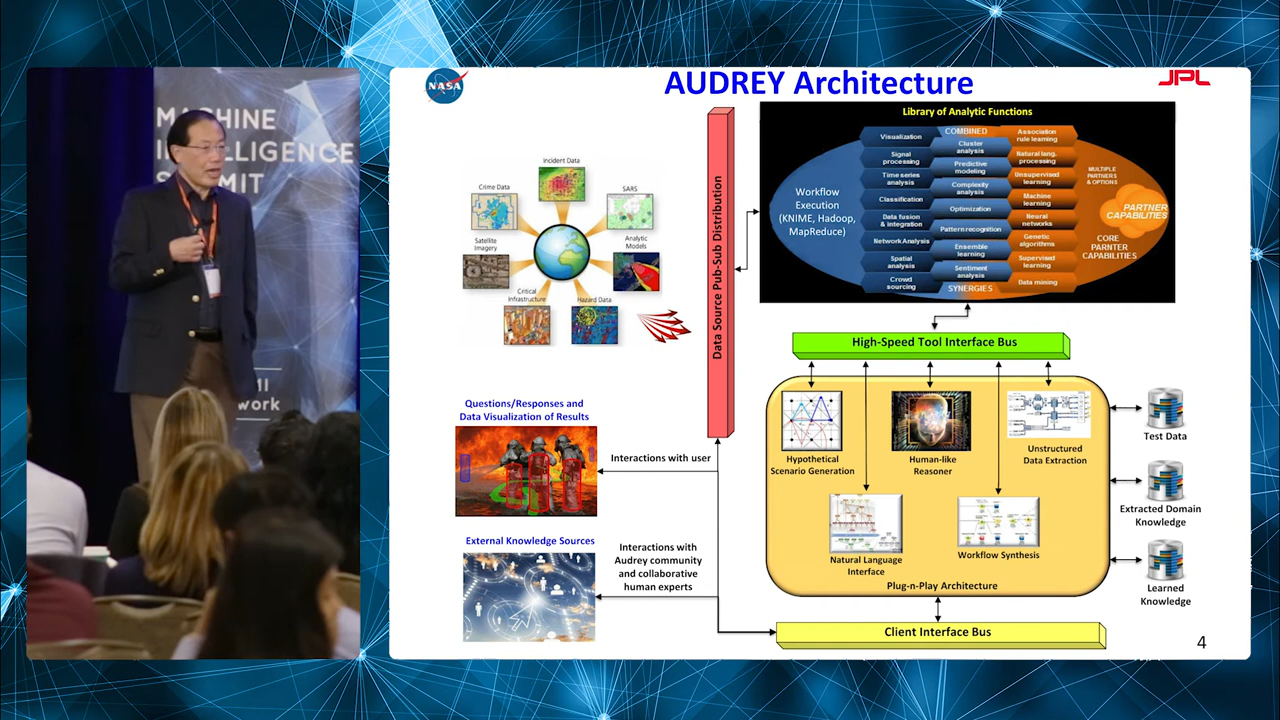 MACHINE
INTELLIGENCE
SUMMIT
MI
work
NASA
AUDREY Architecture
JPL
Incident Data
Crime Data
SARS
Satellite
Imagery
Analytic
Models
Critical
Infrastructure
Hazard Data
Data Source Pub-Sub Distribution
Library of Analytic Functions
Workflow
Execution
(KNIME, Hadoop,
MapReduce)
Visualization
Signal
processing
Time series
analysis
Classification
Data fusion
& integration
Network Analysis
Spatial
analysis
Crowd
sourcing
COMBINED
Cluster
analysis
Predictive
modeling
Complexity
analysis
Optimization
Pattern recognition
Ensemble
learning
Sentiment
analysis
SYNERGIES
Association
rule learning
Natural lang.
processing
Unsupervised
learning
Machine
learning
Neural
networks
Genetic
algorithms
Supervised
learning
Data mining
MULTIPLE
PARTNERS
& OPTIONS
PARTNER
CAPABILITIES
CORE
PARNTER
CAPABILITIES
High-Speed Tool Interface Bus
Hypothetical
Scenario Generation
Human-like
Reasoner
Unstructured
Data Extraction
Natural Language
Interface
Workflow Synthesis
Plug-n-Play Architecture
Test Data
Extracted Domain
Knowledge
Learned
Knowledge
Questions/Responses and
Data Visualization of Results
Interactions with user
External Knowledge Sources
Interactions with
Audrey community
and collaborative
human experts
Client Interface Bus
4